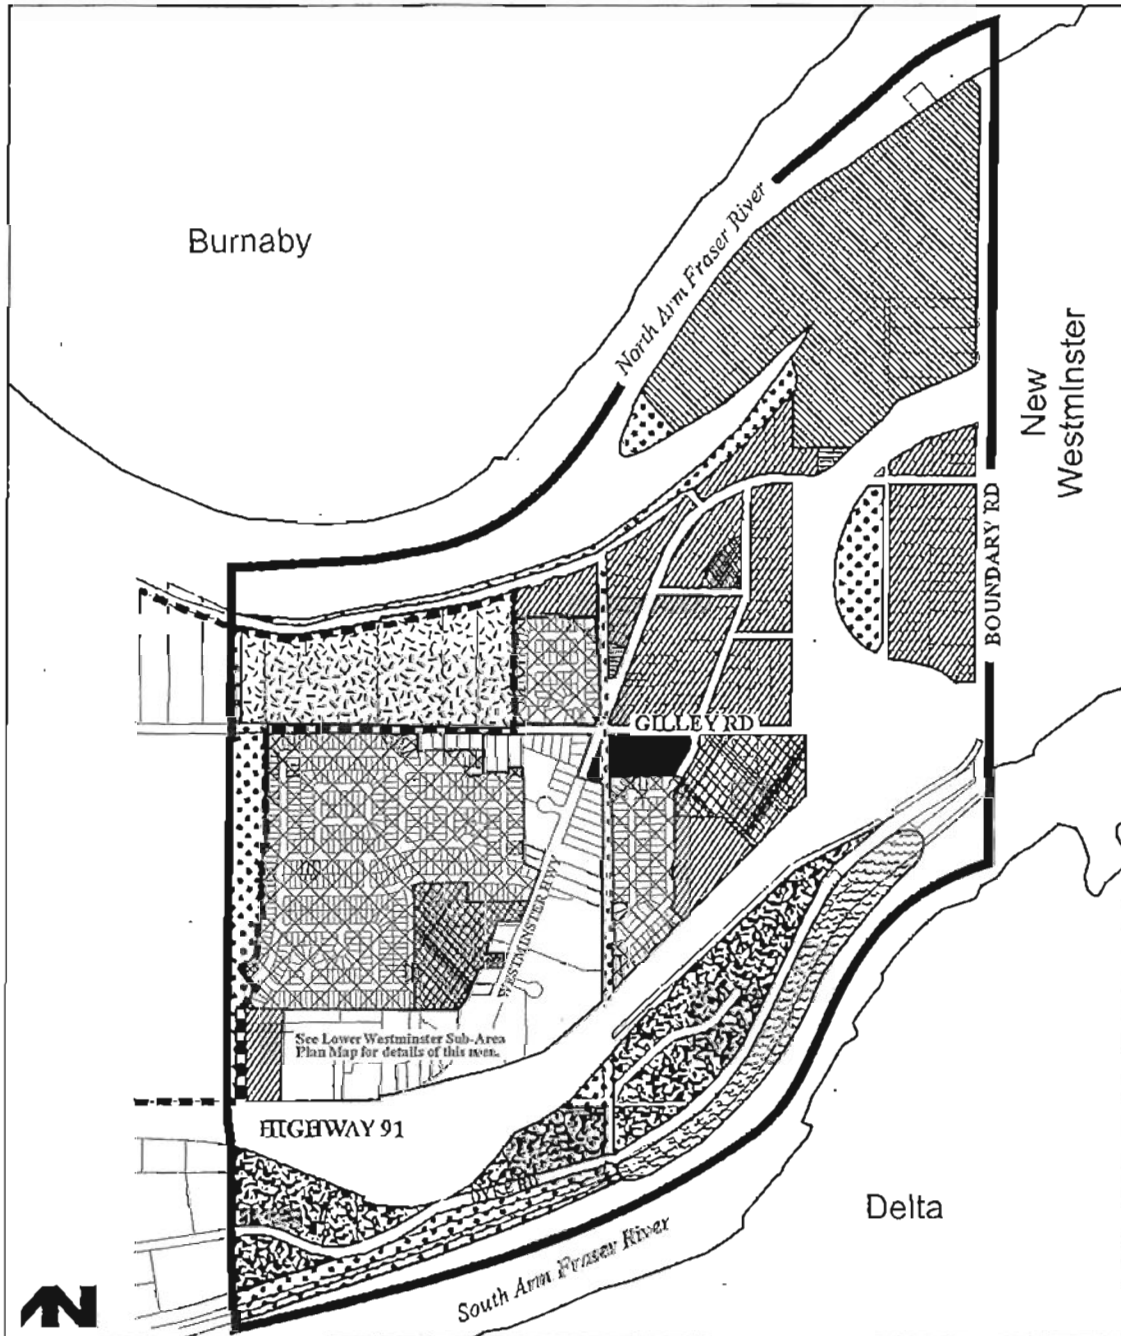 Burnaby
North Arm Fraser River
New
Westminster
BOUNDARY RD
GILLEY RD
WESTMINSTER HWY
See Lower Westminster Sub-Area
Plan Map for details of this area.
HIGHWAY 91
Delta
South Arm Fraser River
N